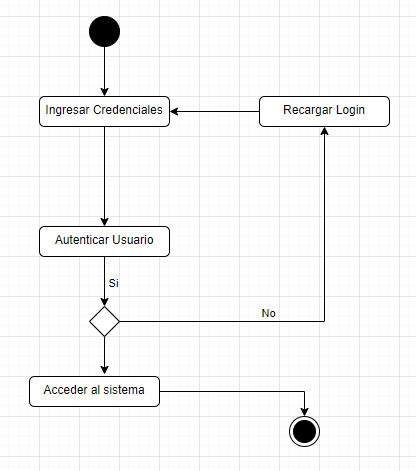 Ingresar Credenciales
Recargar Login
Autenticar Usuario
Si
No
Acceder al sistema